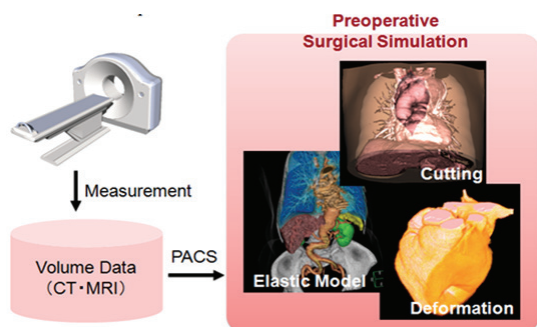 Preoperative
Surgical Simulation
Cutting
Measurement
Volume Data
（CT・MRI）
PACS
Elastic Model
Deformation